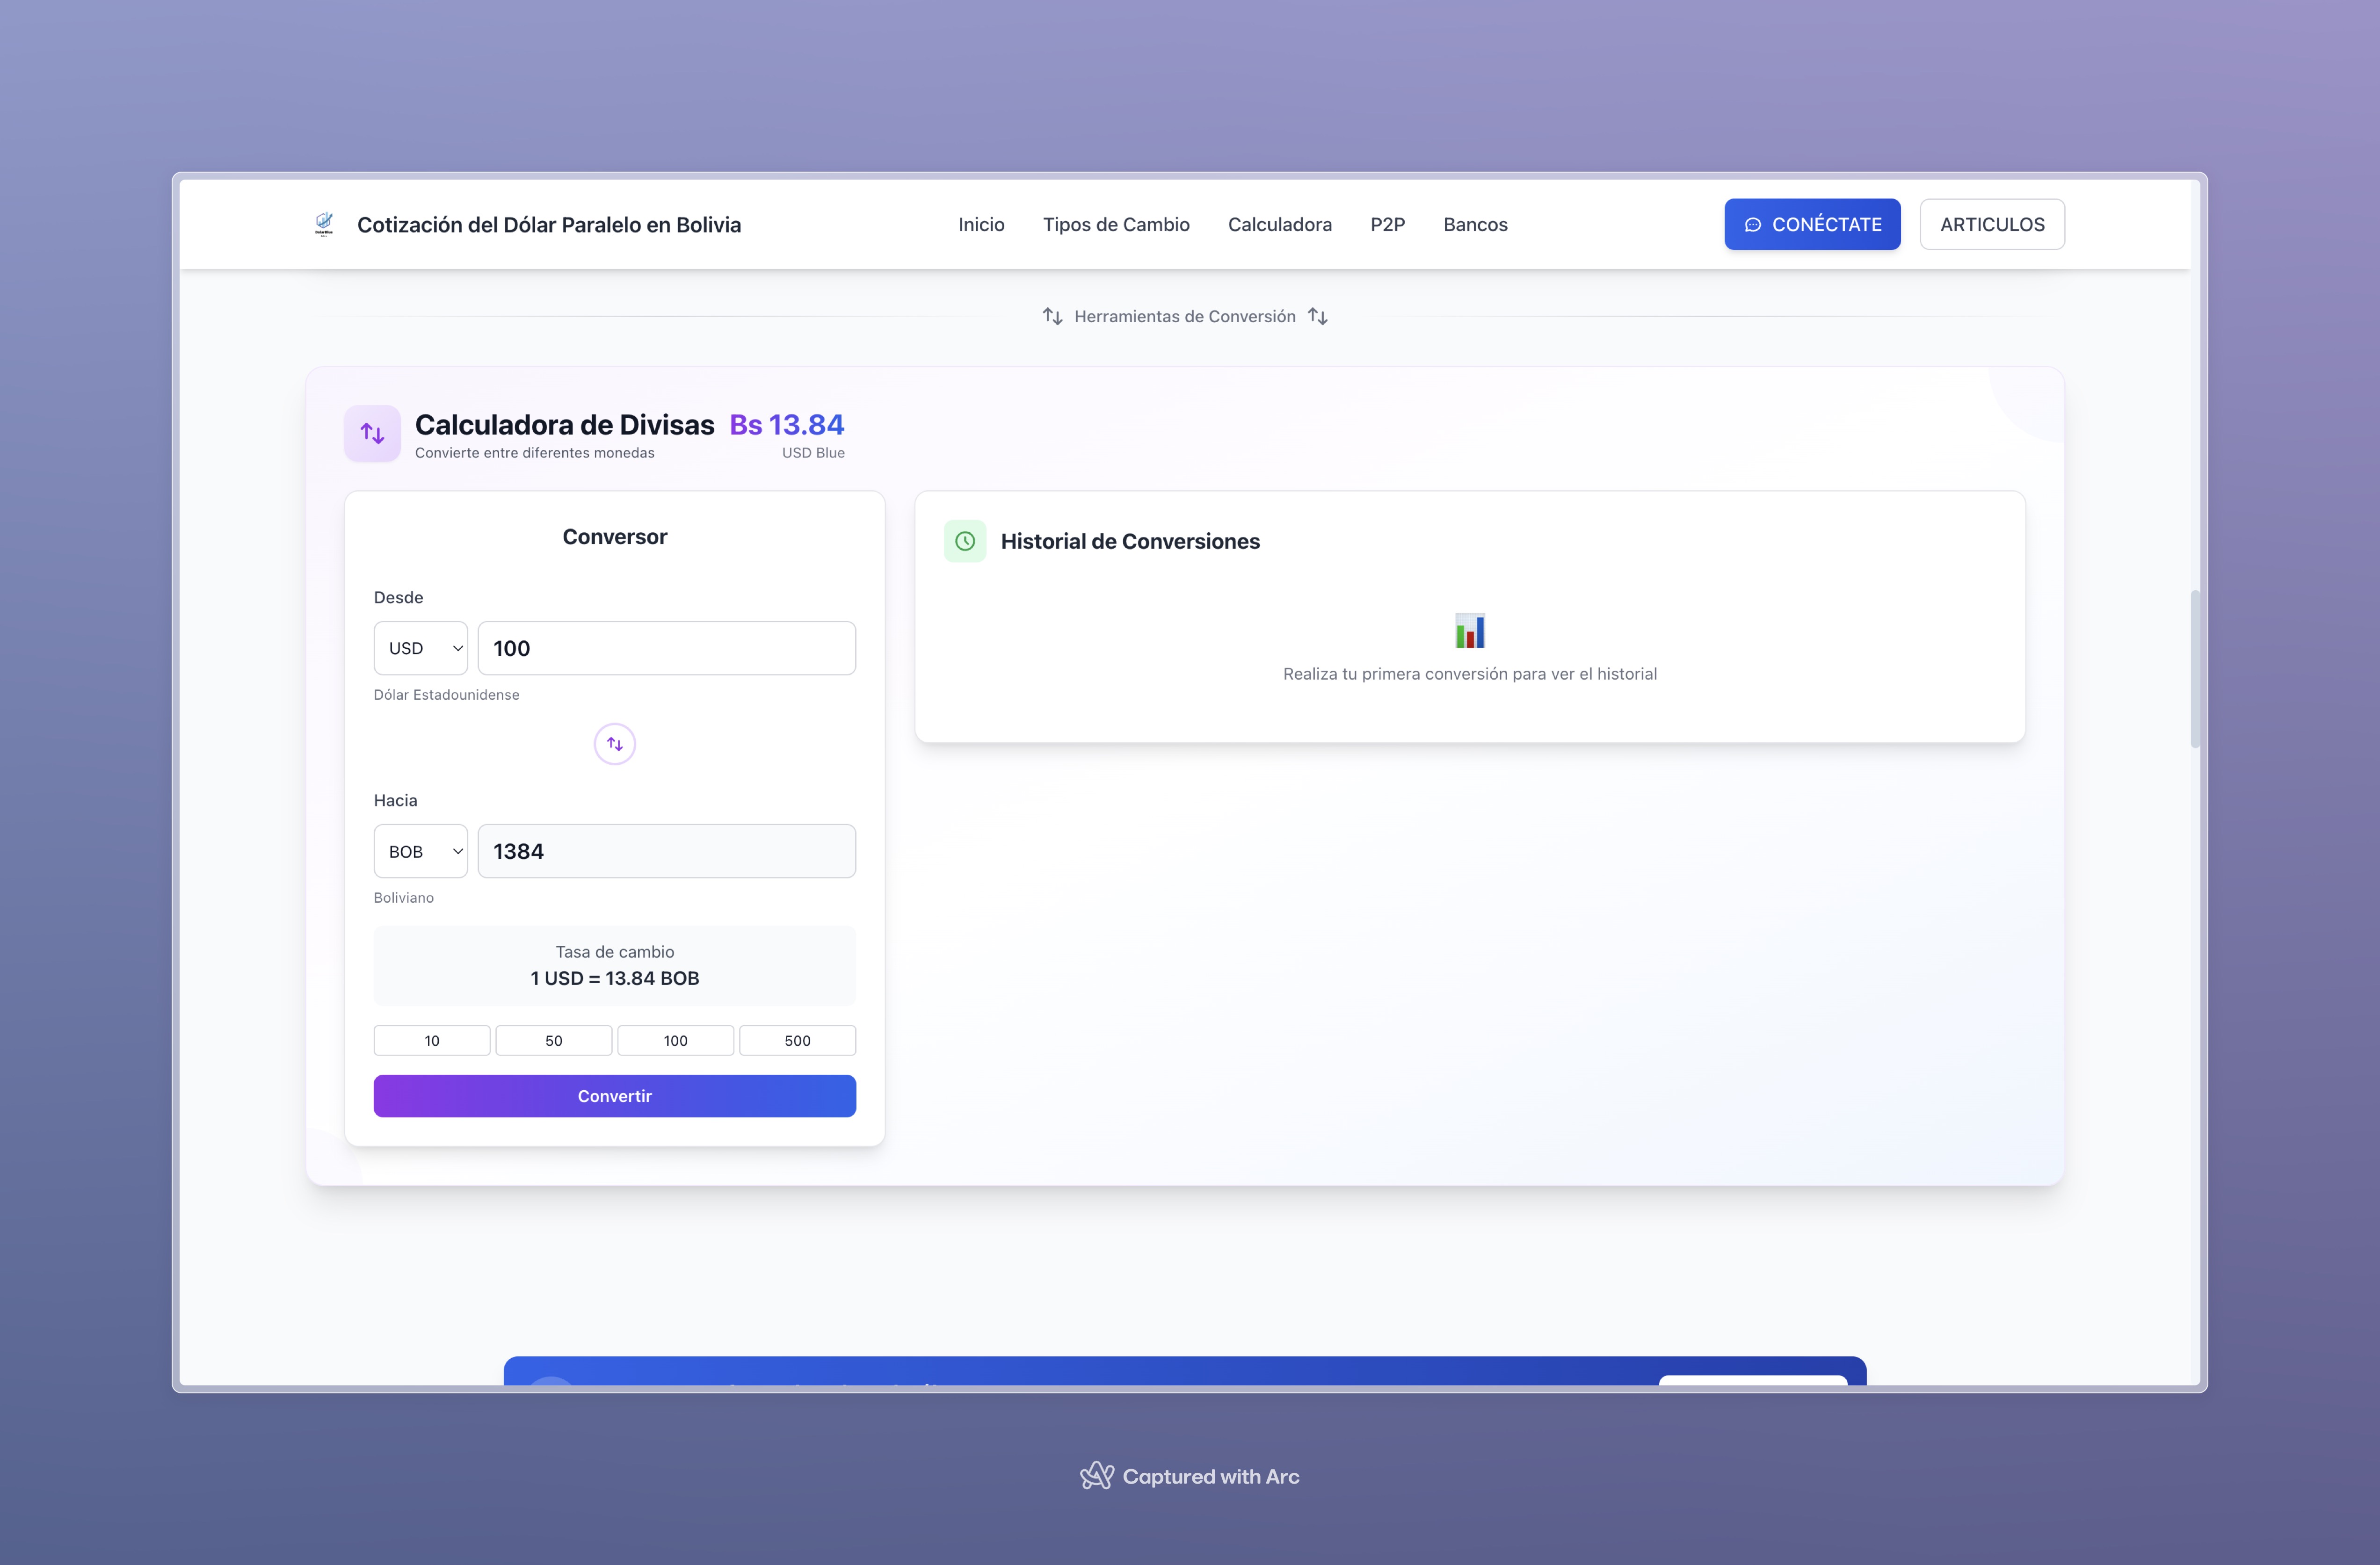 Cotización del Dólar Paralelo en Bolivia
Inicio
Tipos de Cambio
Calculadora
P2P
Bancos
CONÉCTATE
ARTICULOS
Herramientas de Conversión
Calculadora de Divisas
Convierte entre diferentes monedas
Bs 13.84
USD Blue
Conversor
Desde
USD
100
Dólar Estadounidense
Hacia
BOB
1384
Boliviano
Tasa de cambio
1 USD = 13.84 BOB
10
50
100
500
Convertir
Historial de Conversiones
Realiza tu primera conversión para ver el historial
Captured with Arc